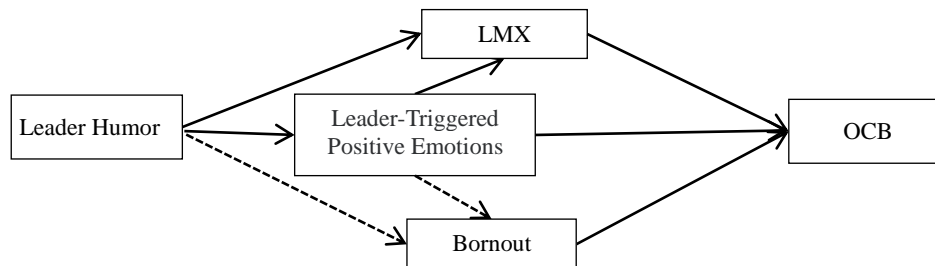 LMX
Leader Humor
Leader-Triggered
Positive Emotions
OCB
Bornout